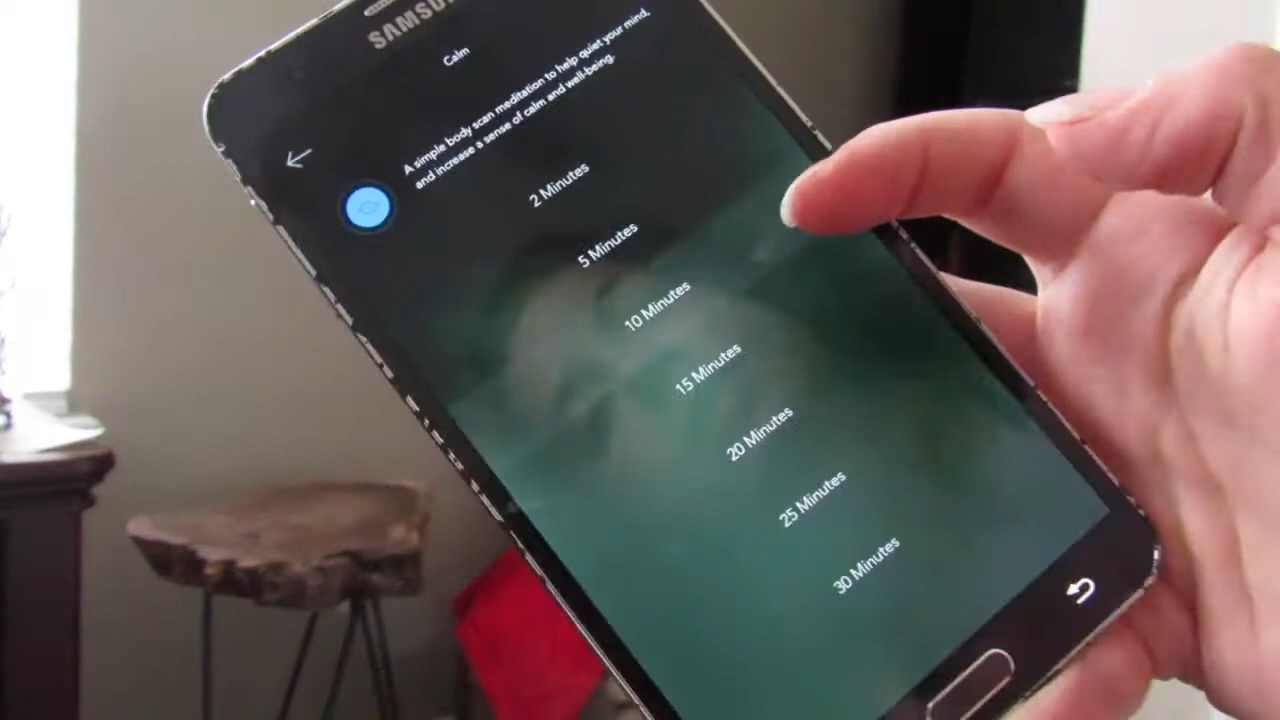 SAMSU
Calm
A simple body scan meditation to help quiet your mind,
and increase a sense of calm and well-being.
2 Minutes
5 Minutes
10 Minutes
15 Minutes
20 Minutes
25 Minutes
30 Minutes